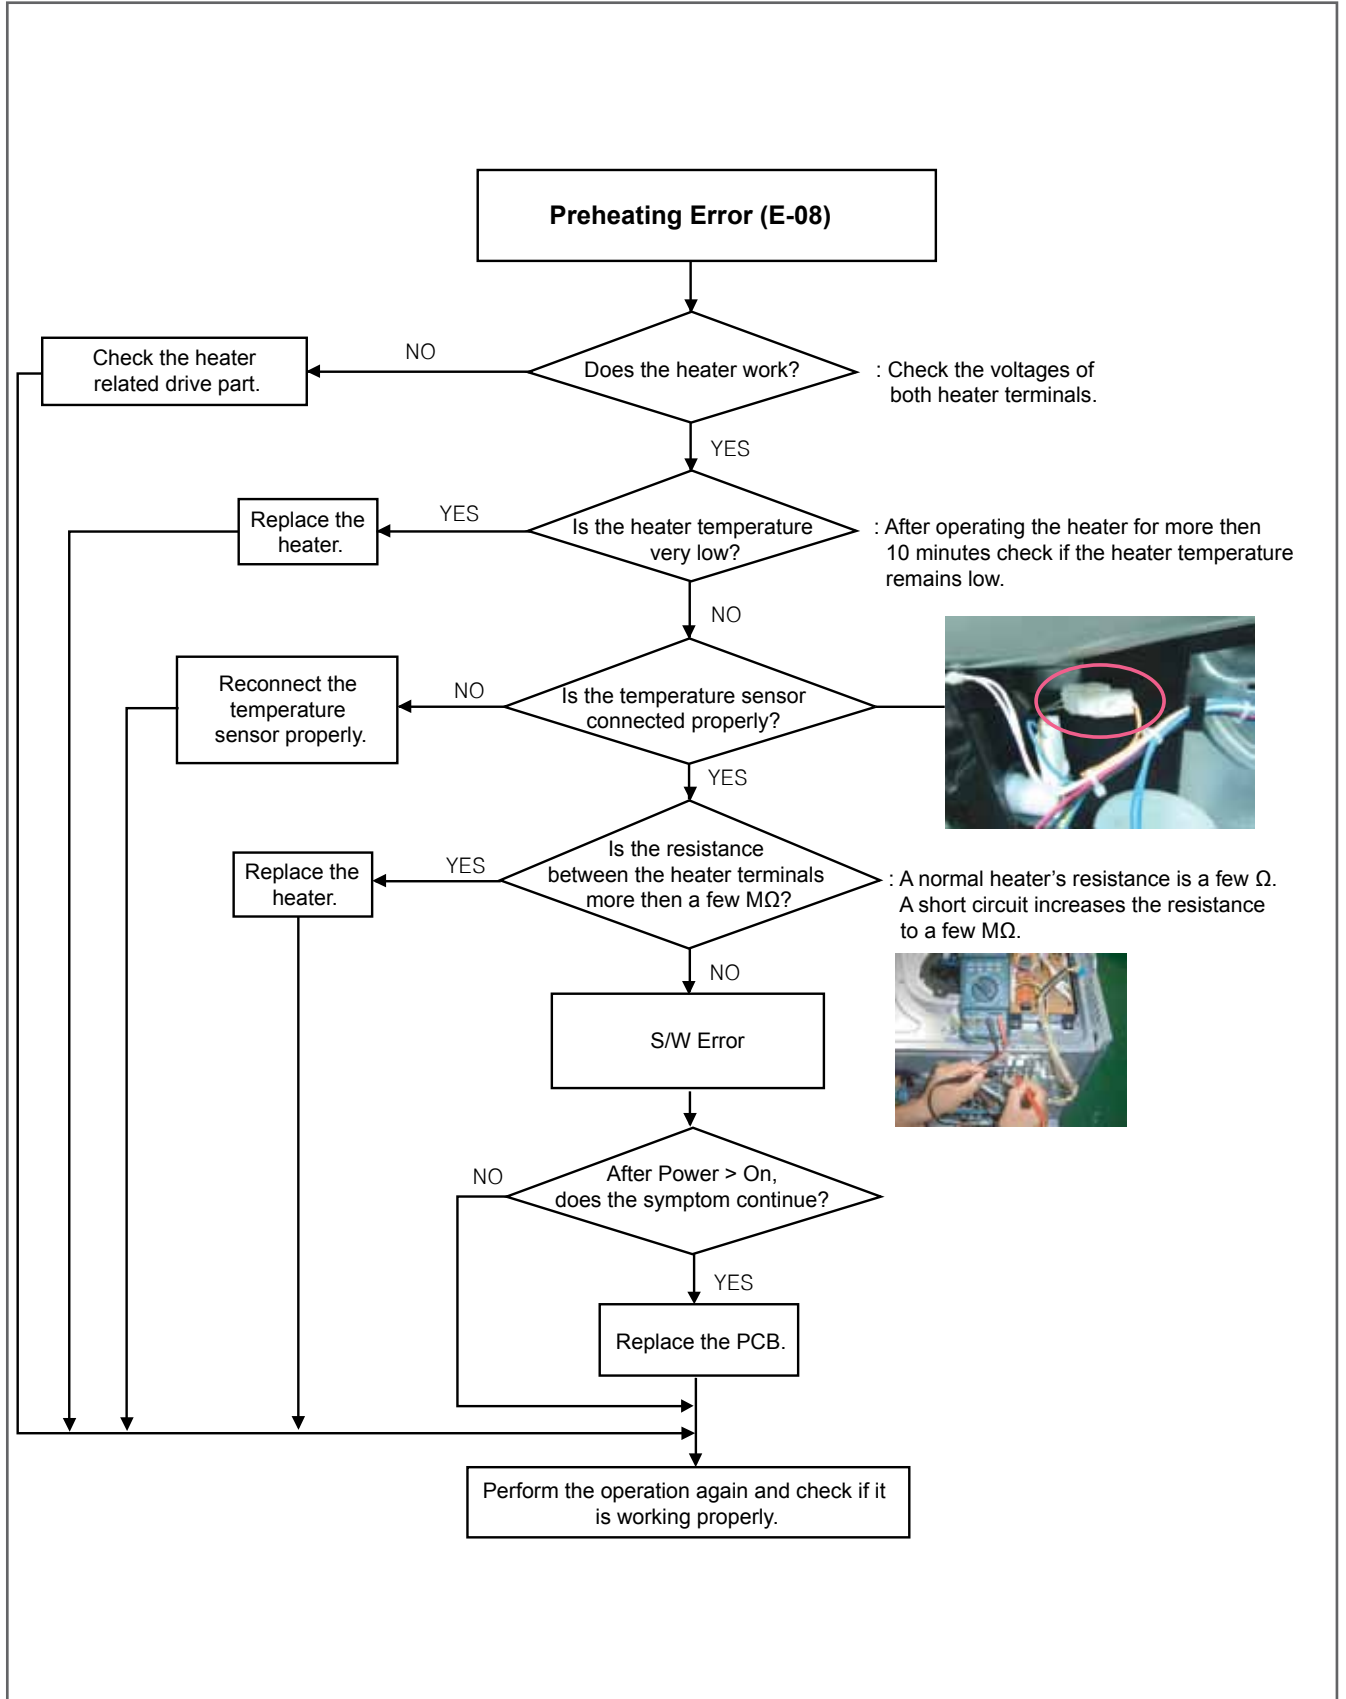 Preheating Error (E-08)
Does the heater work?
NO
Check the heater
related drive part.
: Check the voltages of
both heater terminals.
YES
Is the heater temperature
very low?
YES
Replace the
heater.
: After operating the heater for more then
10 minutes check if the heater temperature
remains low.
NO
Is the temperature sensor
connected properly?
NO
Reconnect the
temperature
sensor properly.
YES
Is the resistance
between the heater terminals
more then a few MΩ?
YES
Replace the
heater.
: A normal heater’s resistance is a few Ω.
A short circuit increases the resistance
to a few MΩ.
NO
S/W Error
After Power > On,
does the symptom continue?
NO
YES
Replace the PCB.
Perform the operation again and check if it
is working properly.